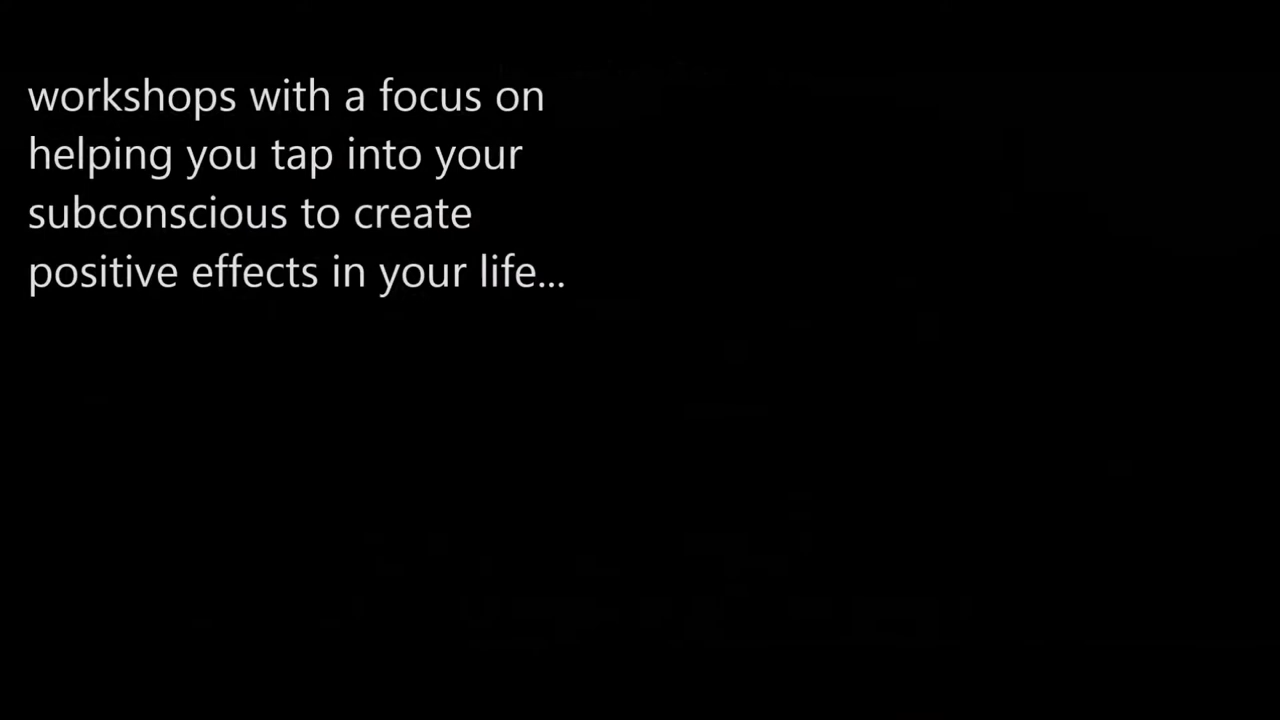 workshops with a focus on
helping you tap into your
subconscious to create
positive effects in your life...